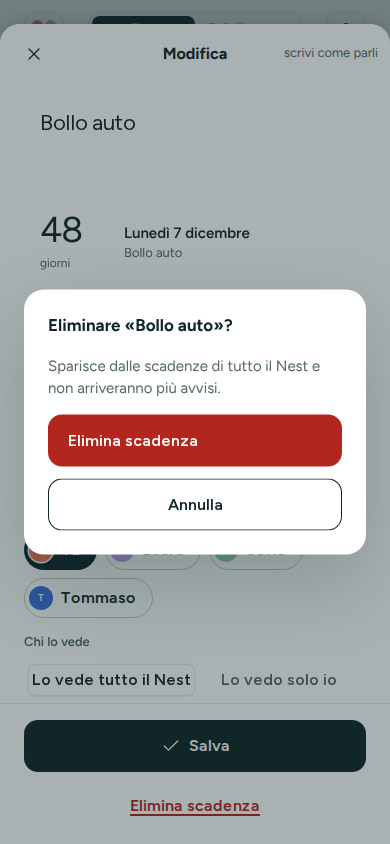 Modifica
scrivi come parli
Bollo auto
48
giorni
Lunedì 7 dicembre
Bollo auto
Eliminare «Bollo auto»?
Sparisce dalle scadenze di tutto il Nest e
non arriveranno più avvisi.
Elimina scadenza
Annulla
T
Tommaso
Chi lo vede
Lo vede tutto il Nest
Lo vedo solo io
Salva
Elimina scadenza